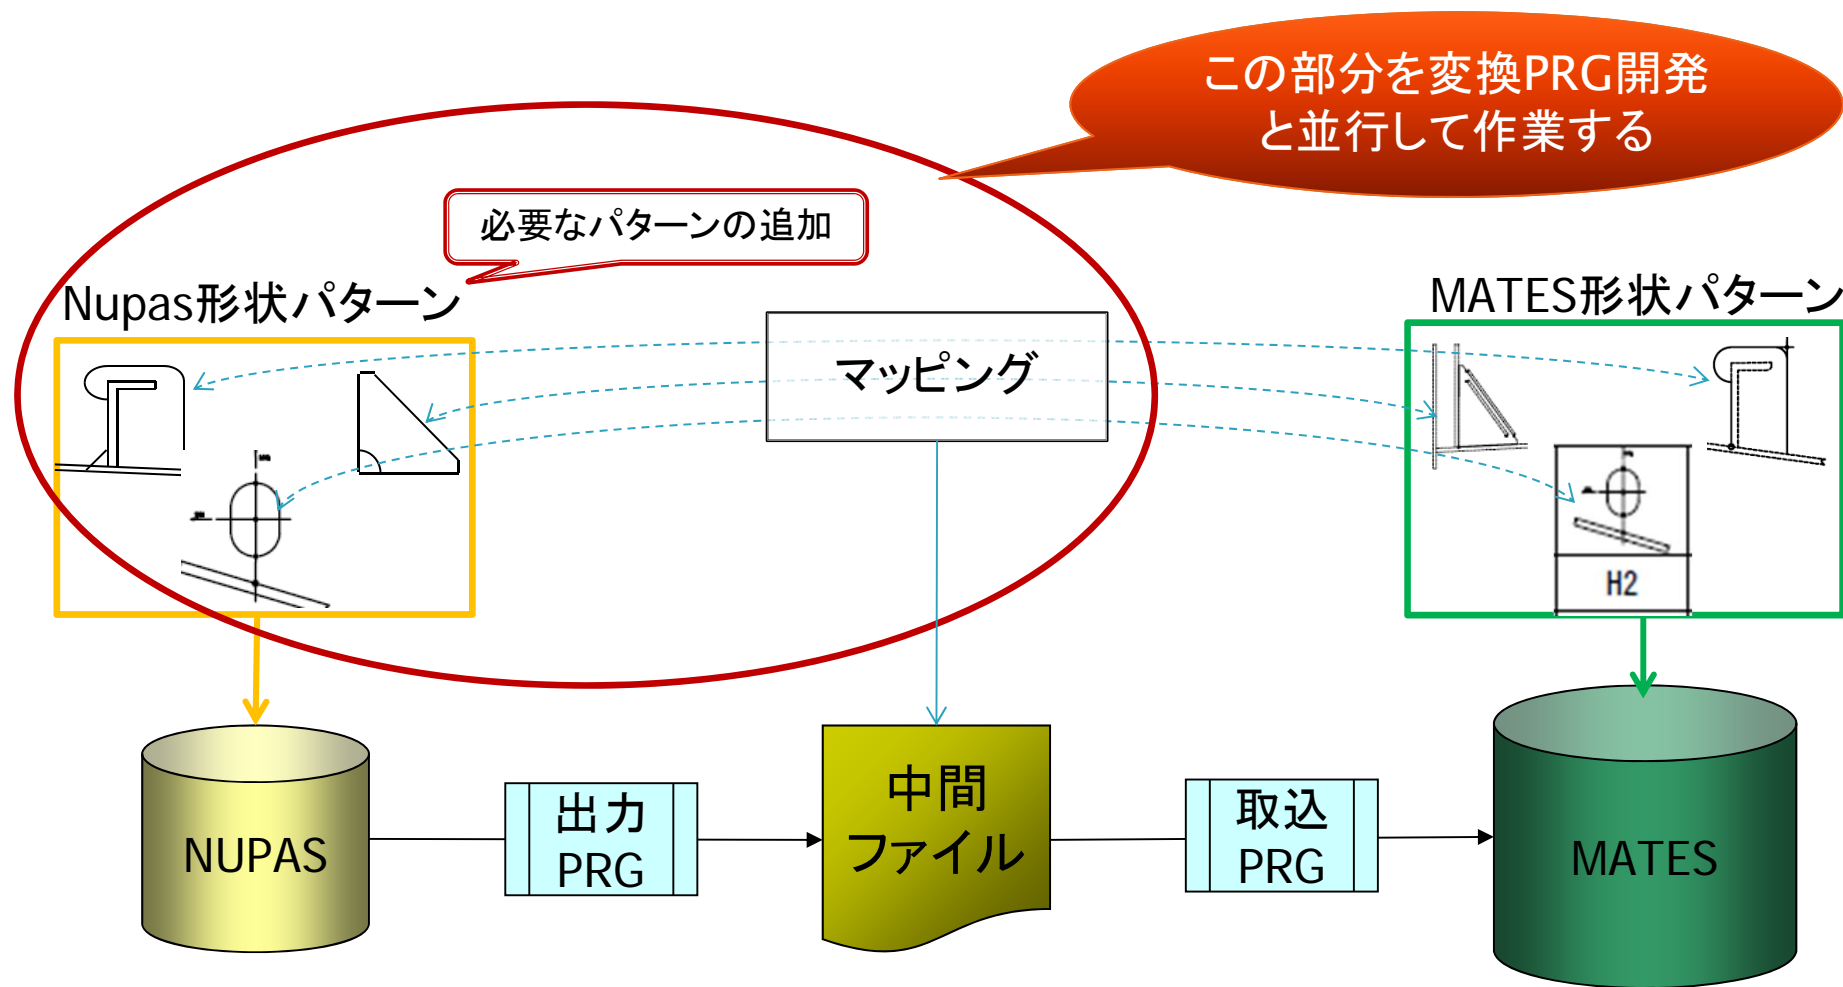 この部分を変換PRG開発
と並行して作業する
必要なパターンの追加
Nupas形状パターン
MATES形状パターン
マッピング
H2
NUPAS
出力
PRG
中間
ファイル
取込
PRG
MATES